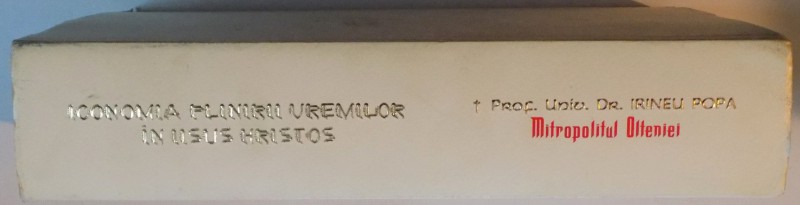 ICONOMIA PLINIRII VREMILOR
ÎN IISUS HRISTOS
† Prof. Univ. Dr. IRINEU POPA
Mitropolitul Olteniei